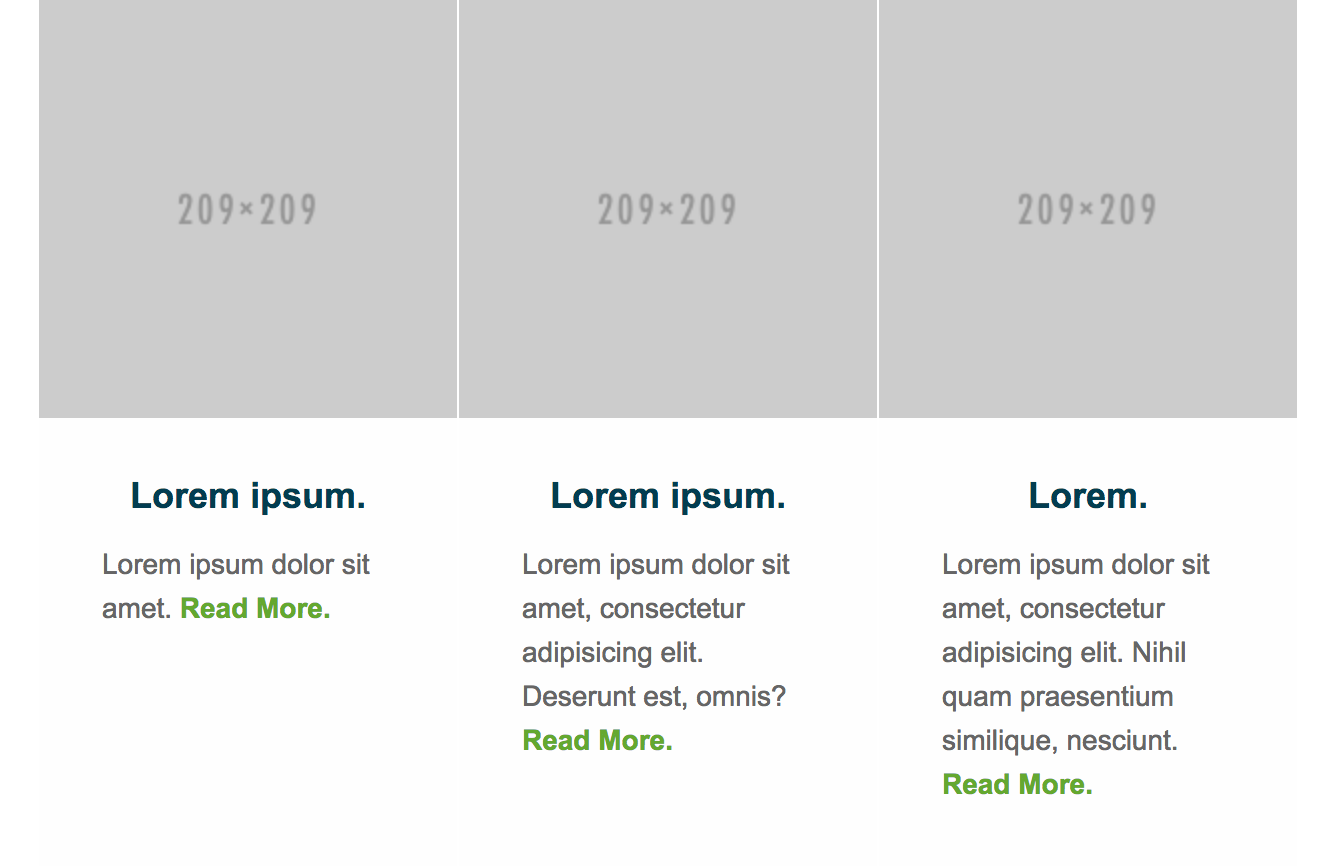 209×209
209×209
209×209
Lorem ipsum.
Lorem ipsum dolor sit
amet. Read More.
Lorem ipsum.
Lorem ipsum dolor sit
amet, consectetur
adipisicing elit.
Deserunt est, omnis?
Read More.
Lorem.
Lorem ipsum dolor sit
amet, consectetur
adipisicing elit. Nihil
quam praesentium
similique, nesciunt.
Read More.